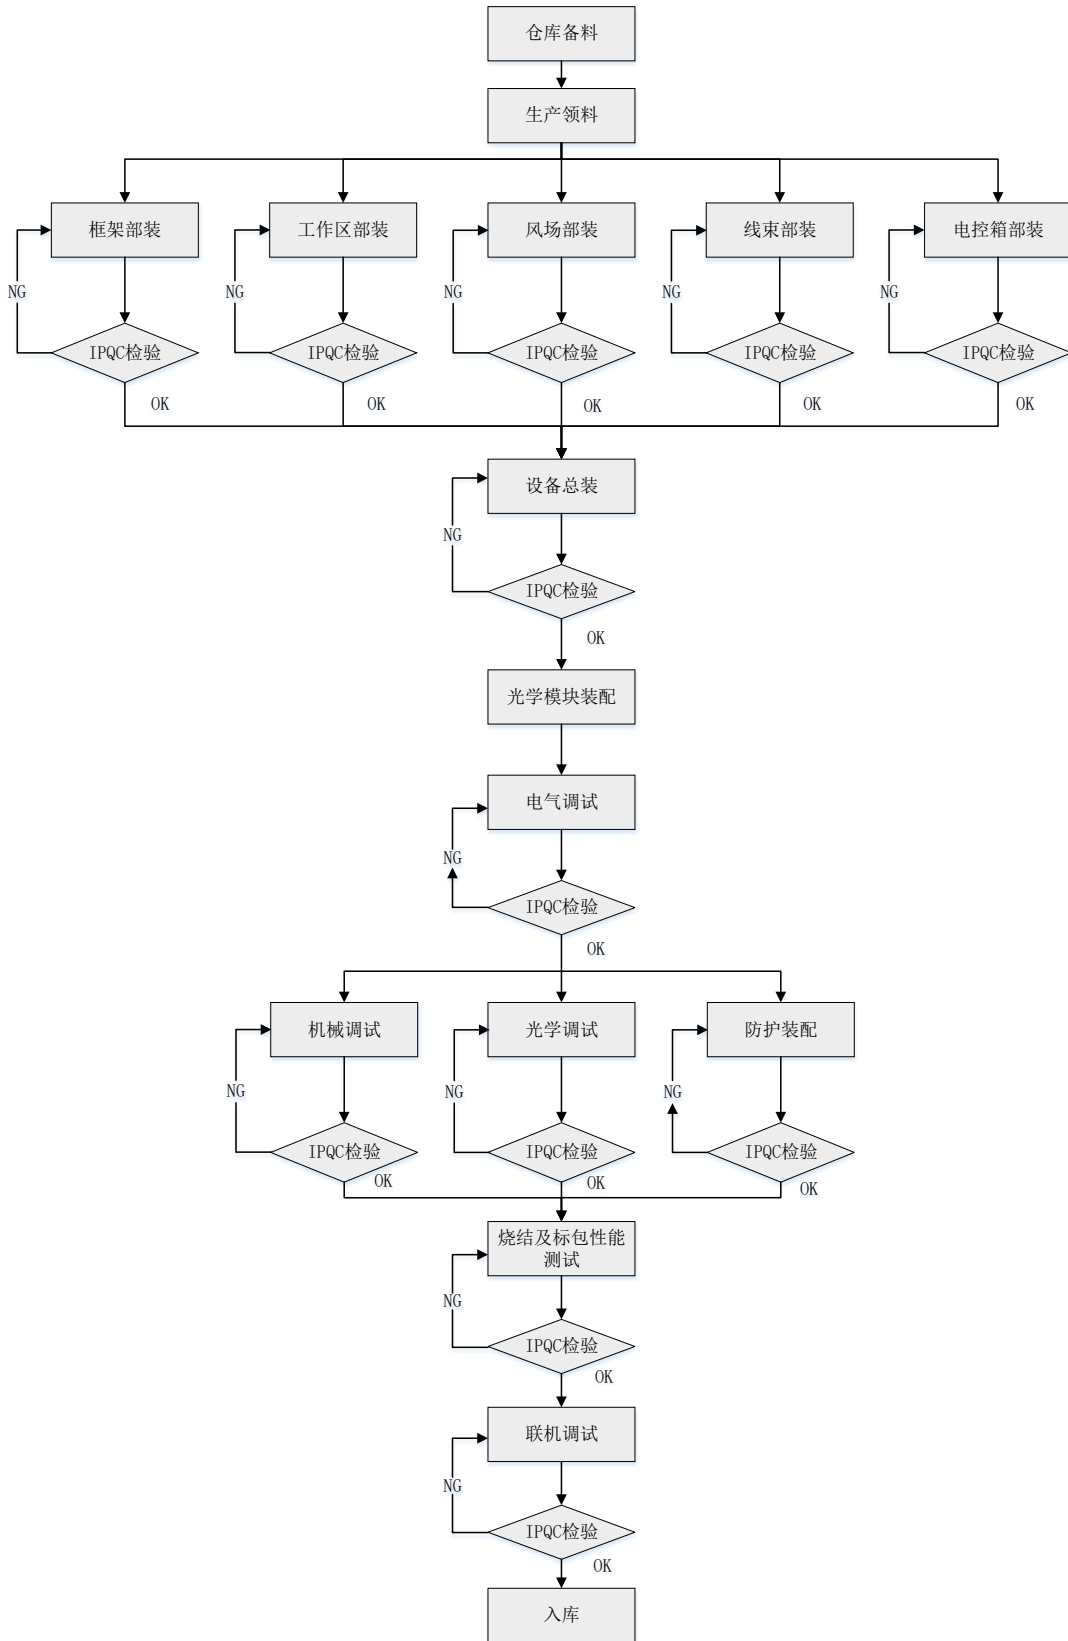 仓库备料
生产领料
框架部装
工作区部装
风场部装
线束部装
电控箱部装
NG
NG
NG
NG
NG
IPQC检验
IPQC检验
IPQC检验
IPQC检验
IPQC检验
OK
OK
OK
OK
OK
设备总装
NG
IPQC检验
OK
光学模块装配
电气调试
NG
IPQC检验
OK
机械调试
光学调试
防护装配
NG
NG
NG
IPQC检验
IPQC检验
IPQC检验
OK
OK
OK
烧结及标包性能
测试
NG
IPQC检验
OK
联机调试
NG
IPQC检验
OK
入库